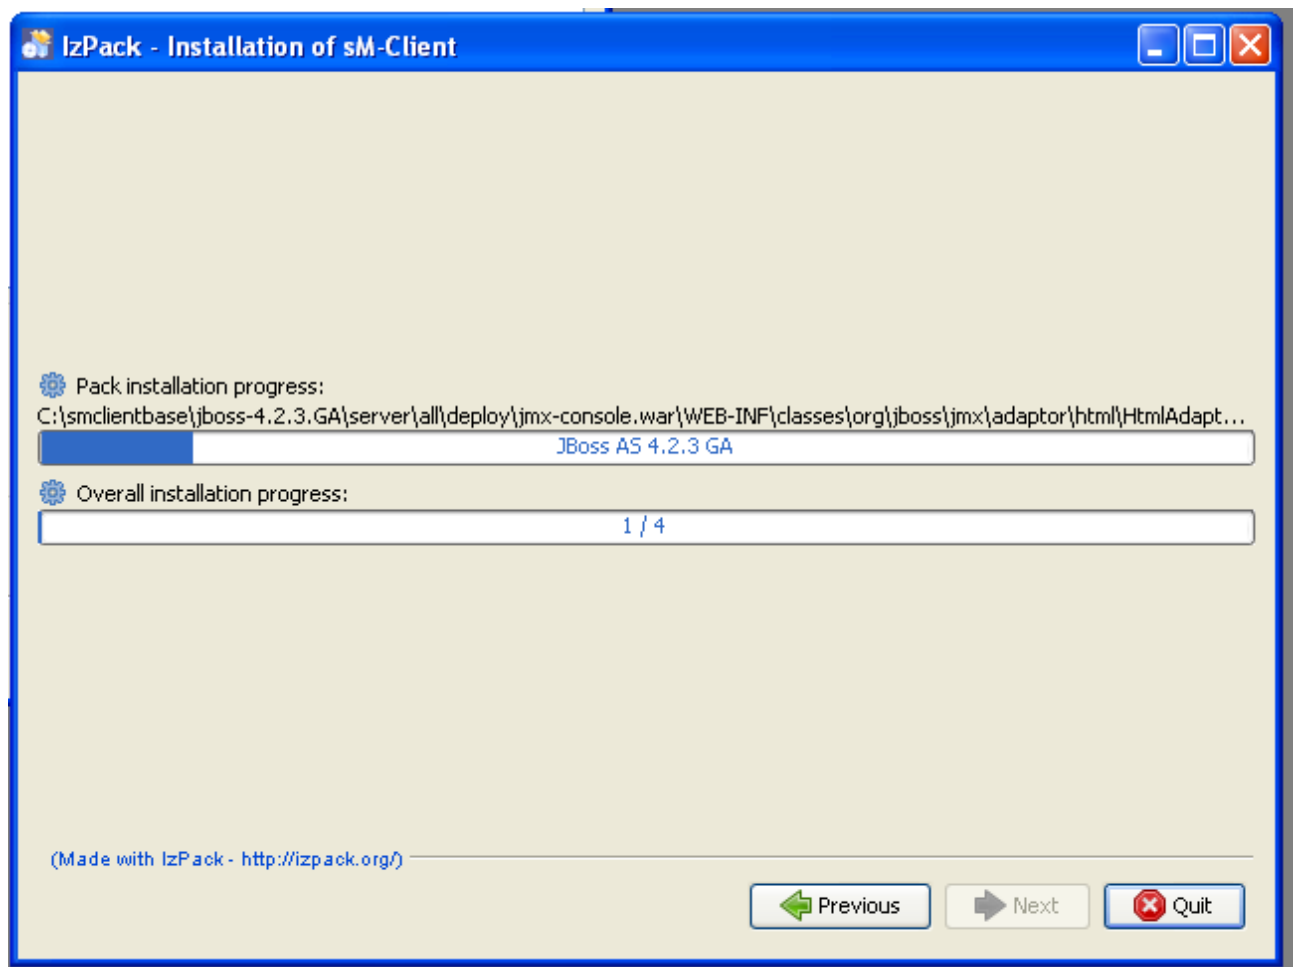 IzPack - Installation of sM-Client
Pack installation progress:
C:\smclientbase\jboss-4.2.3.GA\server\all\deploy\jmx-console.war\WEB-INF\classes\org\jboss\jmx\adaptor\html\HtmlAdapt...
JBoss AS 4.2.3 GA
Overall installation progress:
1 / 4
(Made with IzPack - http://izpack.org/)
Previous Next Quit